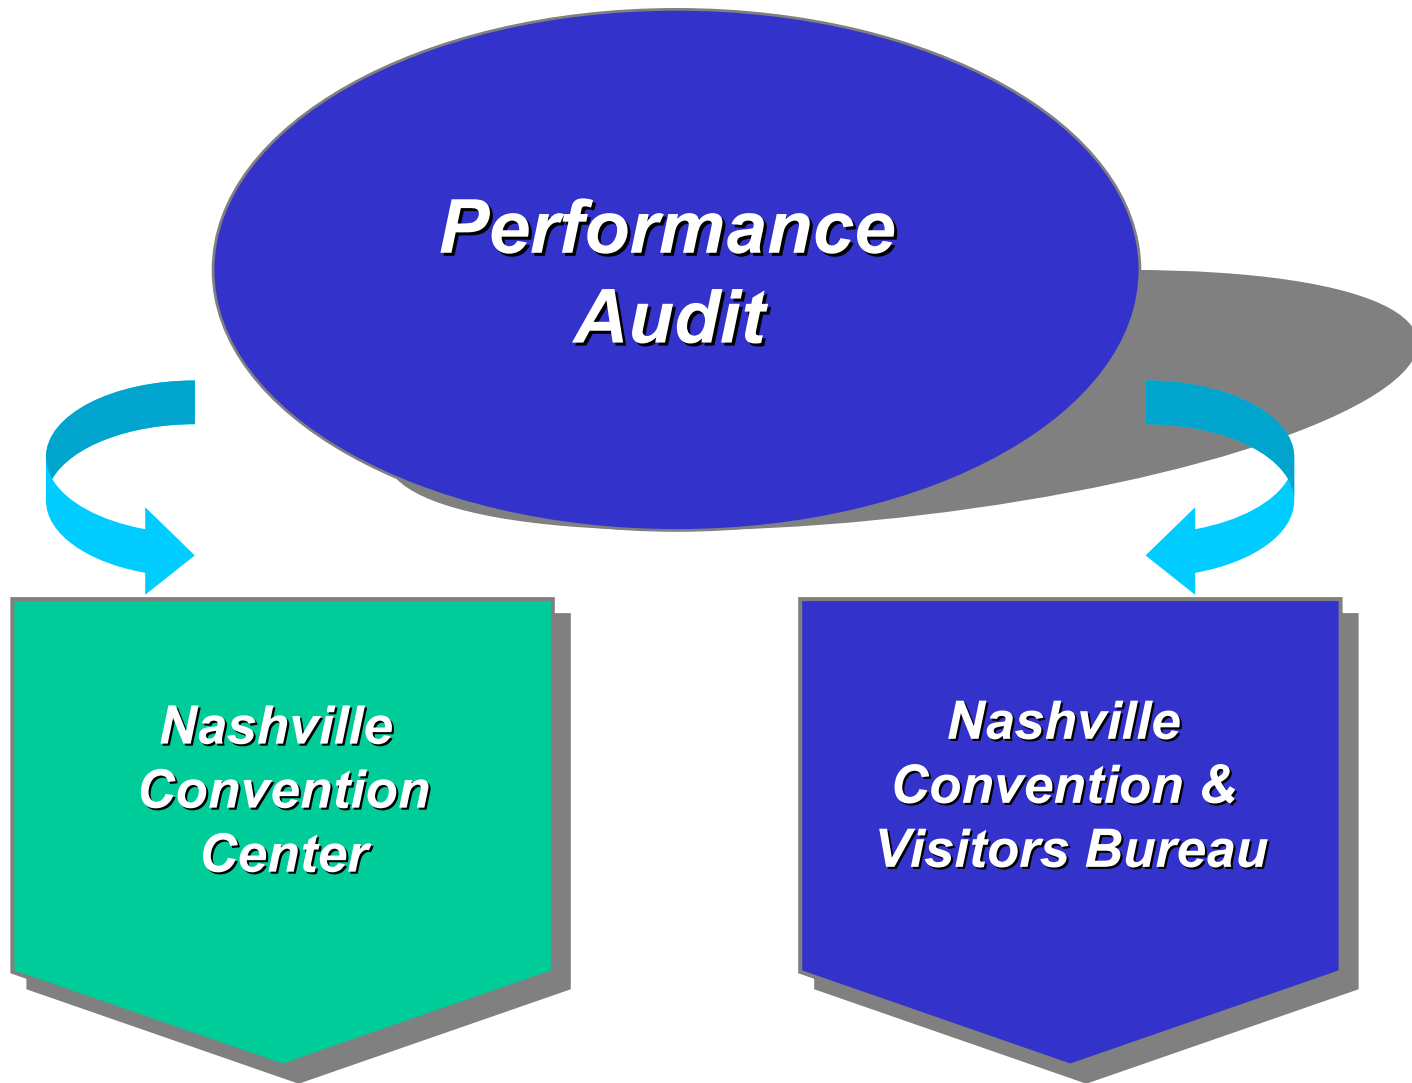 Performance
Audit
Nashville
Convention
Center
Nashville
Convention &
Visitors Bureau